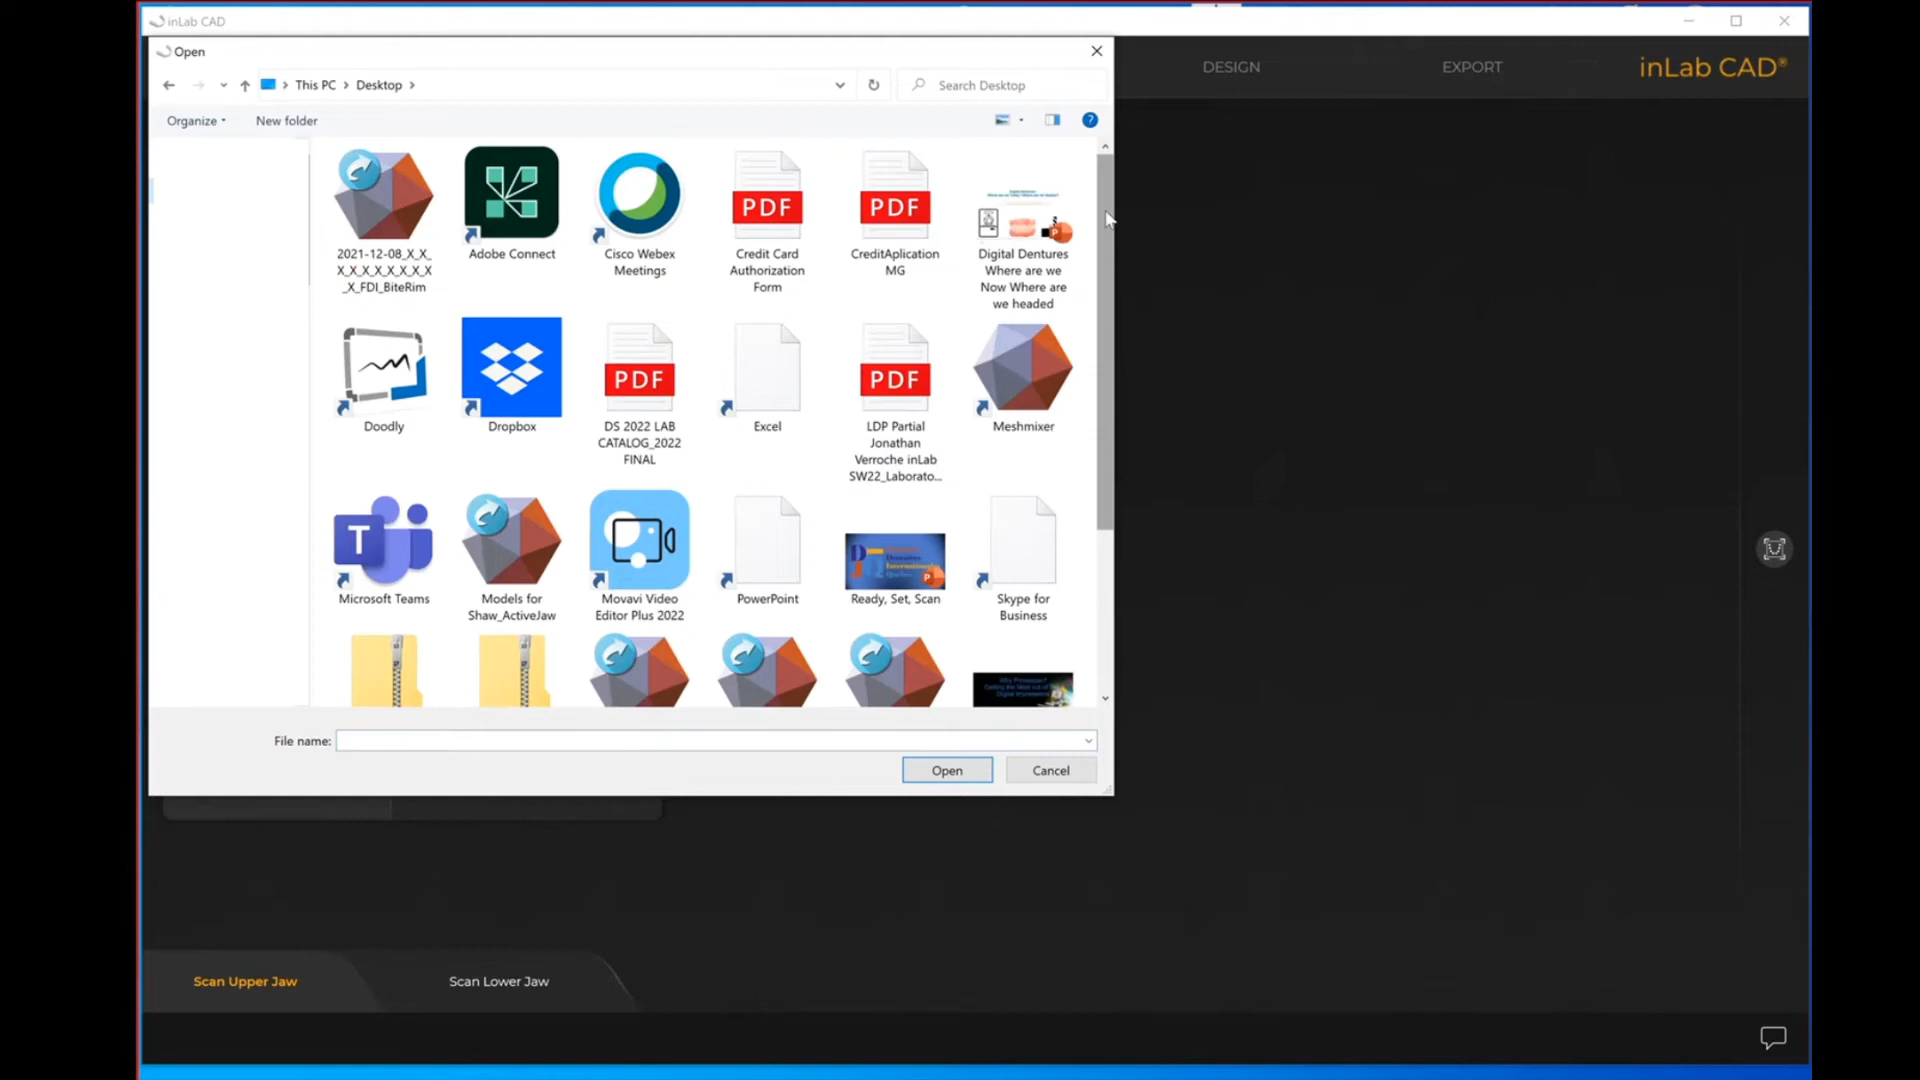 inLab CAD
Open
DESIGN
EXPORT
inLab CAD®
This PC
Desktop
Search Desktop
Organize
New folder
2021-12-08_X_X_
X_X_X_X_X_X_X
_X_FDI_BiteRim
Adobe Connect
Cisco Webex
Meetings
PDF
Credit Card
Authorization
Form
PDF
CreditAplication
MG
Digital Dentures
Where are we
Now Where are
we headed
Doodly
Dropbox
PDF
DS 2022 LAB
CATALOG_2022
FINAL
Excel
PDF
LDP Partial
Jonathan
Verroche inLab
SW22_Laborato...
Meshmixer
T
Microsoft Teams
Models for
Shaw_ActiveJaw
Movavi Video
Editor Plus 2022
PowerPoint
Ready, Set, Scan
Skype for
Business
File name:
Open
Cancel
Scan Upper Jaw
Scan Lower Jaw